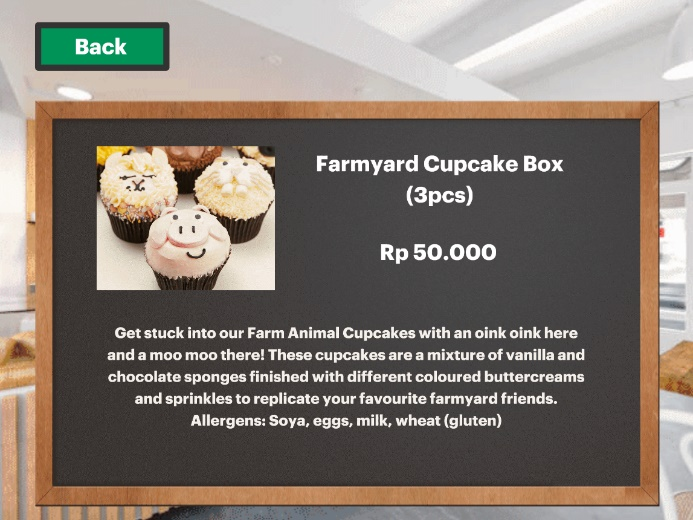 Back
Farmyard Cupcake Box
(3pcs)
Rp 50.000
Get stuck into our Farm Animal Cupcakes with an oink oink here
and a moo moo there! These cupcakes are a mixture of vanilla and
chocolate sponges finished with different coloured buttercreams
and sprinkles to replicate your favourite farmyard friends.
Allergens: Soya, eggs, milk, wheat (gluten)